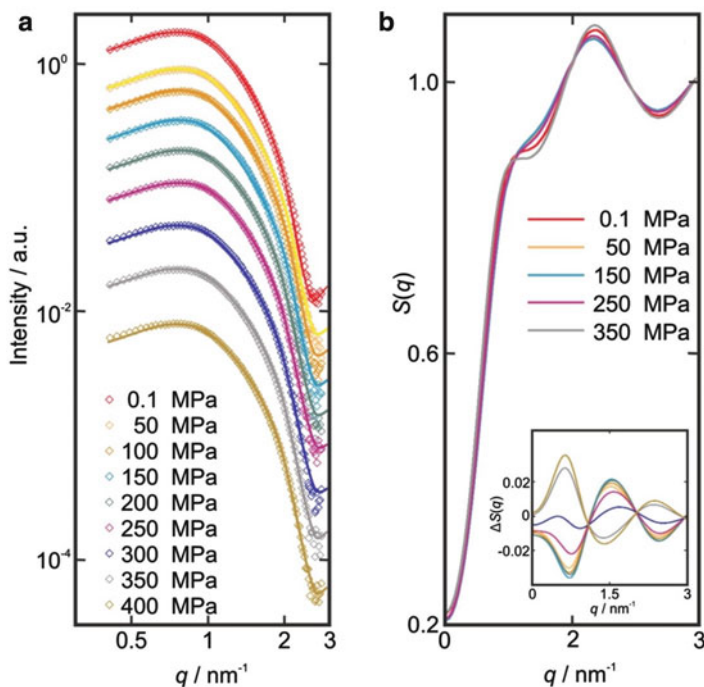 a
Intensity / a.u.
10⁰
10⁻²
10⁻⁴
0.1 MPa
50 MPa
100 MPa
150 MPa
200 MPa
250 MPa
300 MPa
350 MPa
400 MPa
0.5 1 2 3
q / nm⁻¹
b
S(q)
1.0
0.6
0.2
0.1 MPa
50 MPa
150 MPa
250 MPa
350 MPa
ΔS(q)
0.02
0
-0.02
0 1.5 3
q / nm⁻¹
0 2 3
q / nm⁻¹